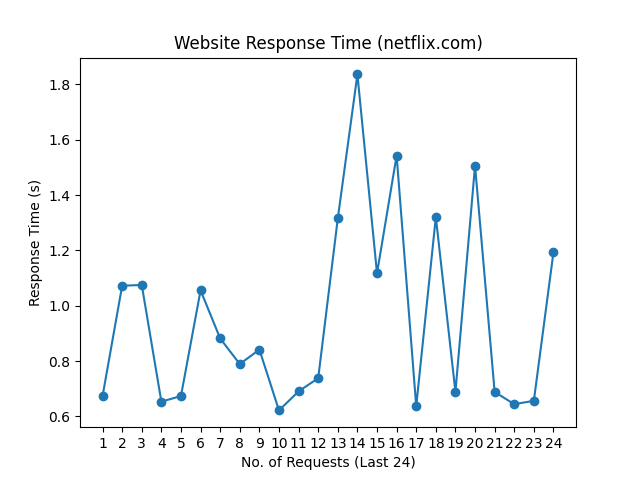 Website Response Time (netflix.com)
1.8
1.6
1.4
1.2
1.0
0.8
0.6
Response Time (s)
1 2 3 4 5 6 7 8 9 10 11 12 13 14 15 16 17 18 19 20 21 22 23 24
No. of Requests (Last 24)